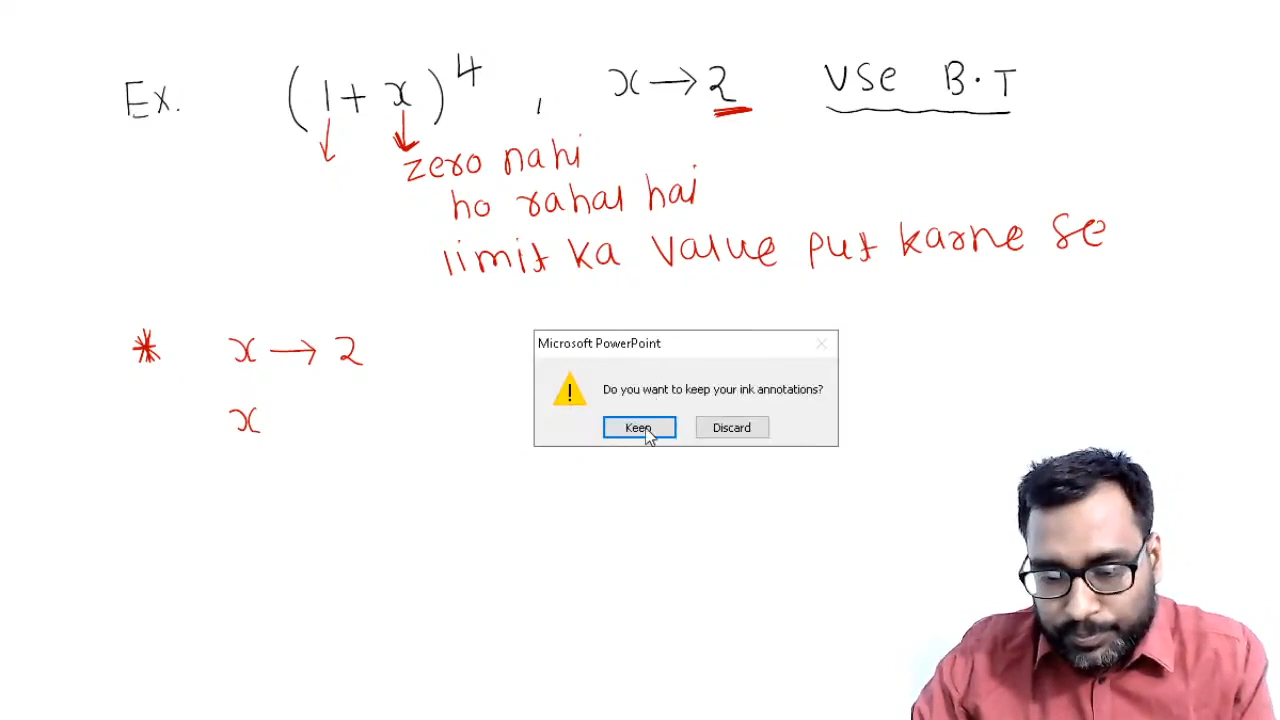 Ex. (1+x)^4 , x→2 USE B.T
zero nahi
ho rahal hai
limit ka value put karne se
* x→2
x
Microsoft PowerPoint
Do you want to keep your ink annotations?
Keep Discard